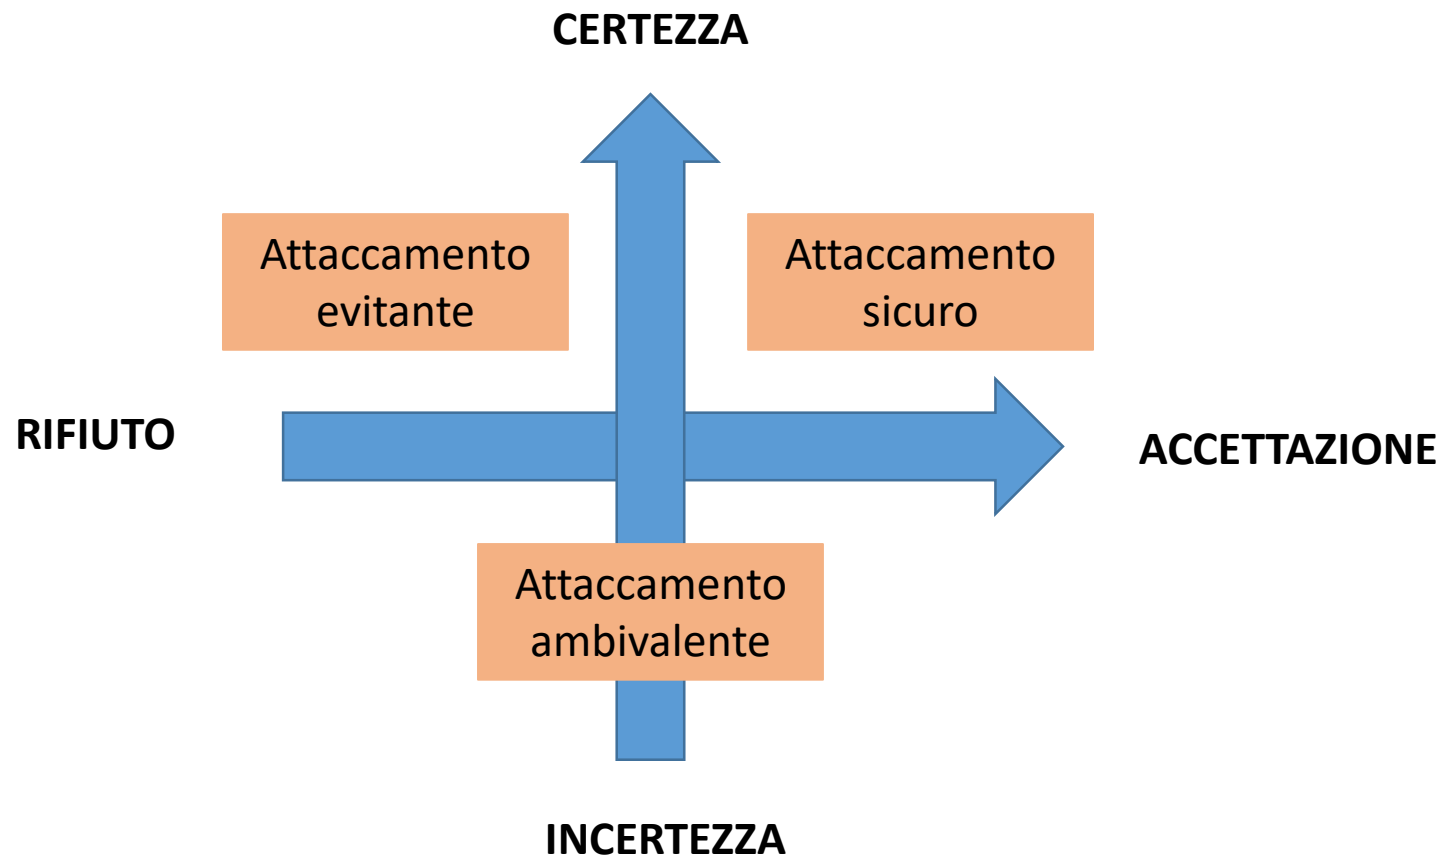 CERTEZZA
Attaccamento
evitante
Attaccamento
sicuro
RIFIUTO
ACCETTAZIONE
Attaccamento
ambivalente
INCERTEZZA